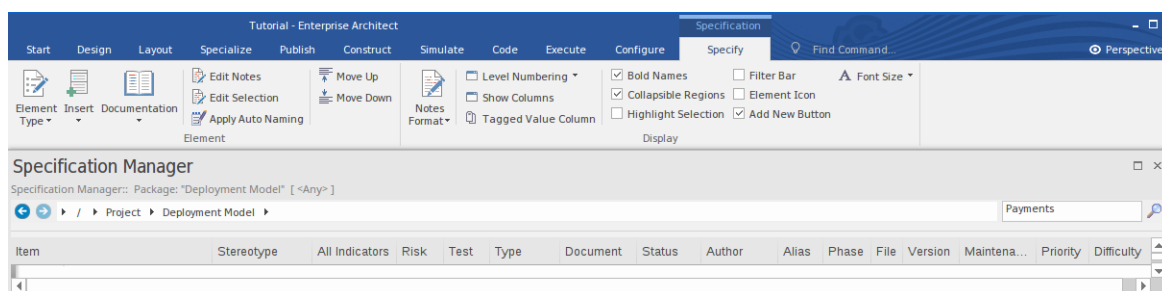 Tutorial - Enterprise Architect
Specification
Start Design Layout Specialize Publish Construct Simulate Code Execute Configure Specify Find Command... Perspective
Edit Notes Move Up Level Numbering Bold Names Filter Bar A Font Size
Edit Selection Move Down Show Columns Collapsible Regions Element Icon
Element Type Insert Documentation Apply Auto Naming Notes Format Tagged Value Column Highlight Selection Add New Button
Element Display
Specification Manager
Specification Manager:: Package: "Deployment Model" [ <Any> ]
/ Project Deployment Model Payments
Item Stereotype All Indicators Risk Test Type Document Status Author Alias Phase File Version Maintena... Priority Difficulty